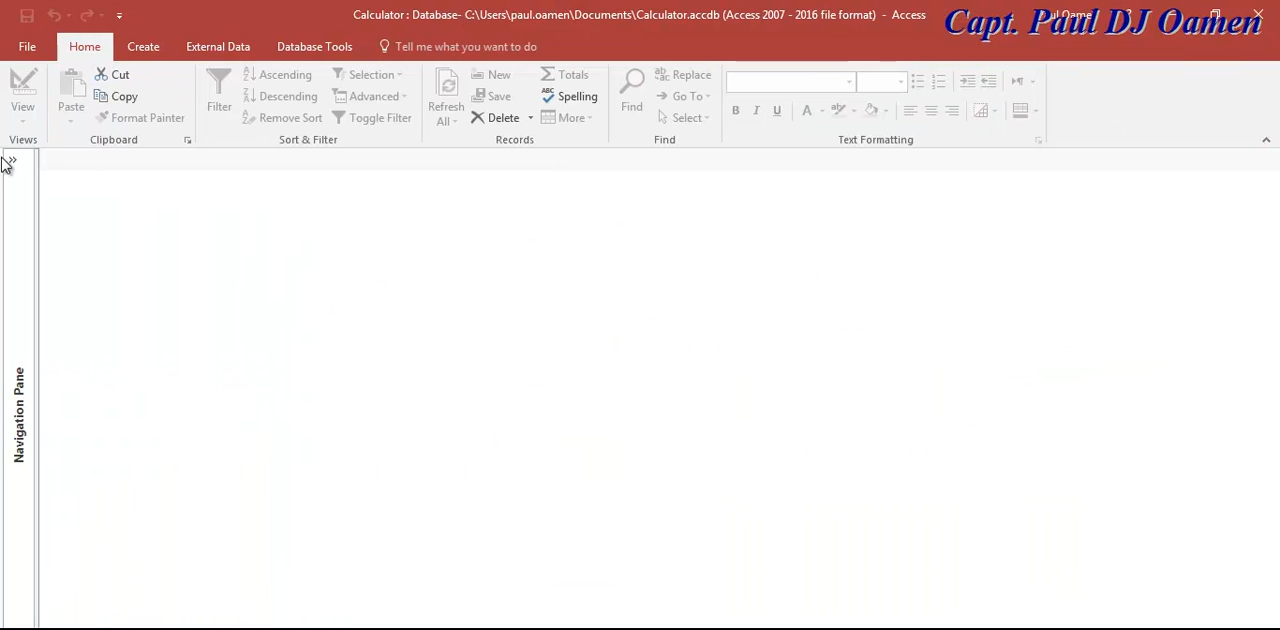 Calculator : Database- C:\Users\paul.oamen\Documents\Calculator.accdb (Access 2007 - 2016 file format) - Access
Capt. Paul DJ Oamen
File Home Create External Data Database Tools Tell me what you want to do
View
Views
Paste
Cut
Copy
Format Painter
Clipboard
Filter
Ascending
Descending
Remove Sort
Selection
Advanced
Toggle Filter
Sort & Filter
Refresh
All
New
Save
Delete
Totals
Spelling
More
Records
Find
Replace
Go To
Select
Find
B I U A
Text Formatting
Navigation Pane